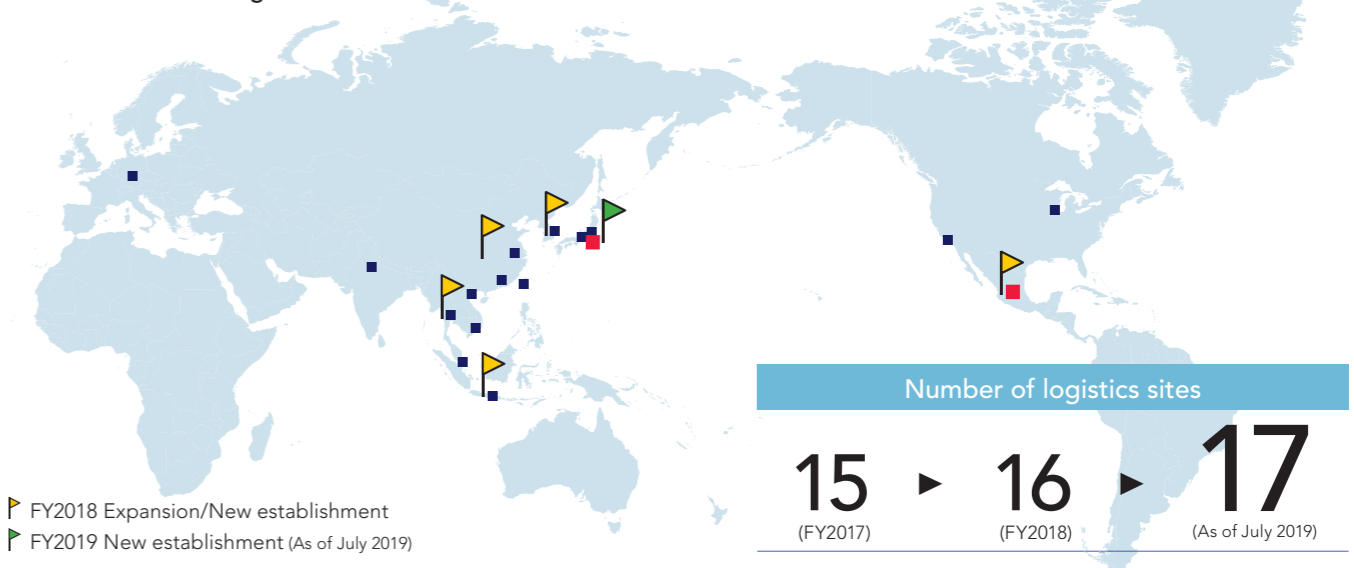 Number of logistics sites
15 ► 16 ► 17
(FY2017) (FY2018) (As of July 2019)
FY2018 Expansion/New establishment
FY2019 New establishment (As of July 2019)